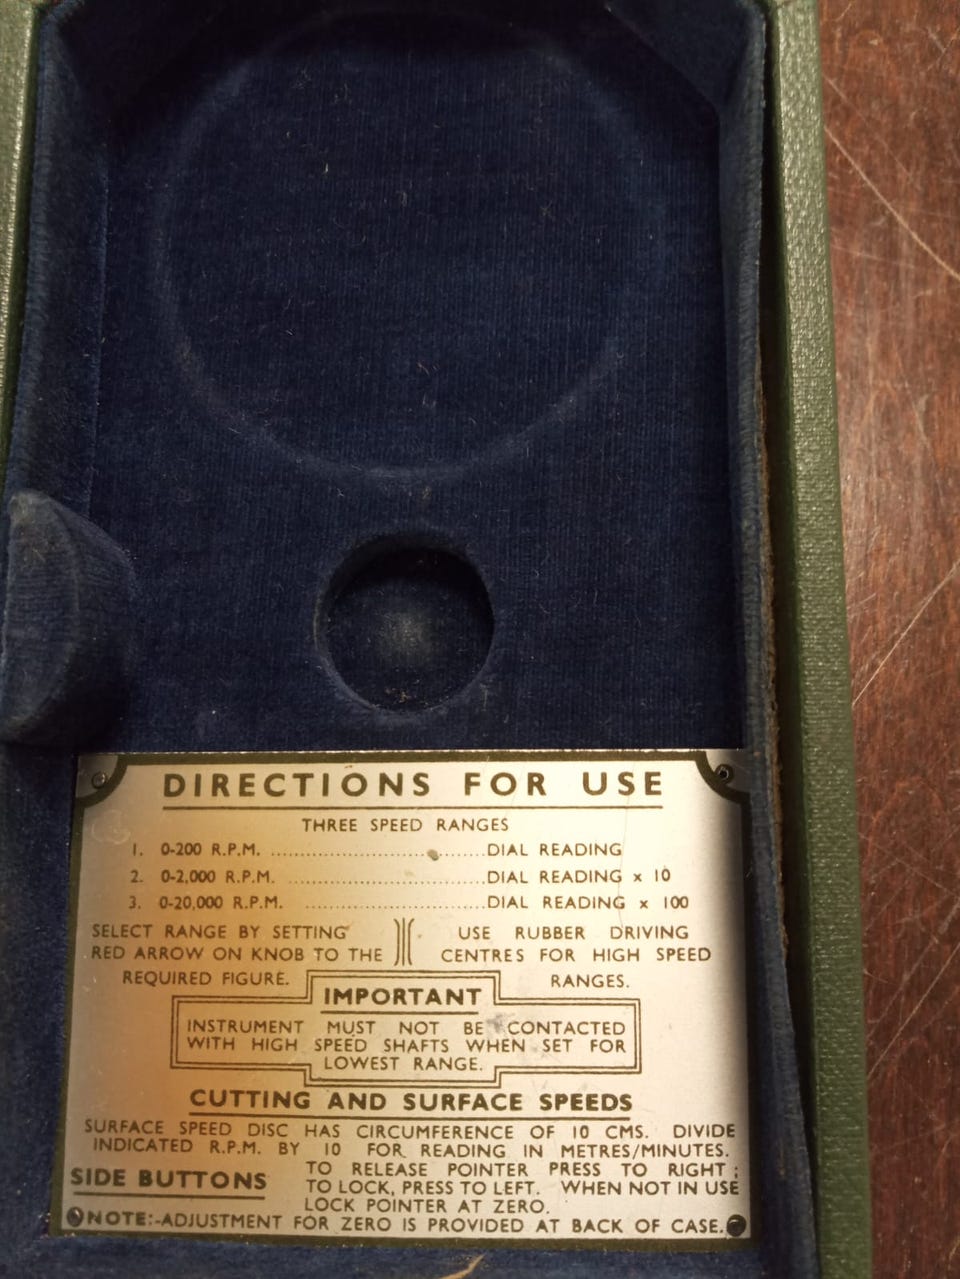 DIRECTIONS FOR USE
THREE SPEED RANGES
1. 0-200 R.P.M. ........................................DIAL READING
2. 0-2,000 R.P.M. .....................................DIAL READING x 10
3. 0-20,000 R.P.M. ....................................DIAL READING x 100
SELECT RANGE BY SETTING
RED ARROW ON KNOB TO THE
REQUIRED FIGURE.
USE RUBBER DRIVING
CENTRES FOR HIGH SPEED
RANGES.
IMPORTANT
INSTRUMENT MUST NOT BE CONTACTED
WITH HIGH SPEED SHAFTS WHEN SET FOR
LOWEST RANGE.
CUTTING AND SURFACE SPEEDS
SURFACE SPEED DISC HAS CIRCUMFERENCE OF 10 CMS. DIVIDE
INDICATED R.P.M. BY 10 FOR READING IN METRES/MINUTES.
SIDE BUTTONS
TO RELEASE POINTER PRESS TO RIGHT ;
TO LOCK, PRESS TO LEFT. WHEN NOT IN USE
LOCK POINTER AT ZERO.
NOTE:-ADJUSTMENT FOR ZERO IS PROVIDED AT BACK OF CASE.